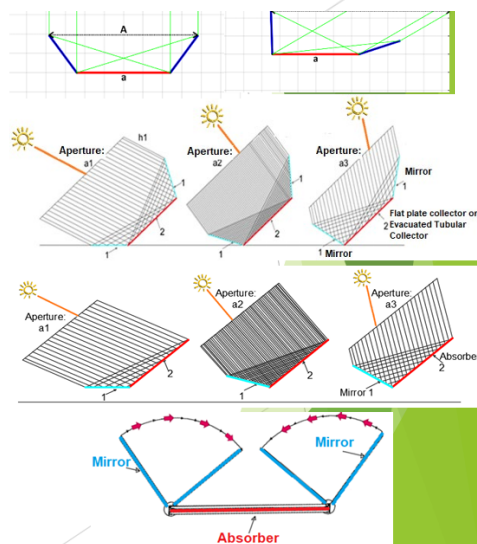 A
a
a
Aperture:
a1
h1
1
2
1
Aperture:
a2
1
2
1
Aperture:
a3
Mirror
1
Flat plate collector or
2 Evacuated Tubular
Collector
1
Mirror
Aperture:
a1
2
1
Aperture:
a2
2
1
Aperture:
a3
Absorber
2
Mirror 1
Mirror
Mirror
Absorber